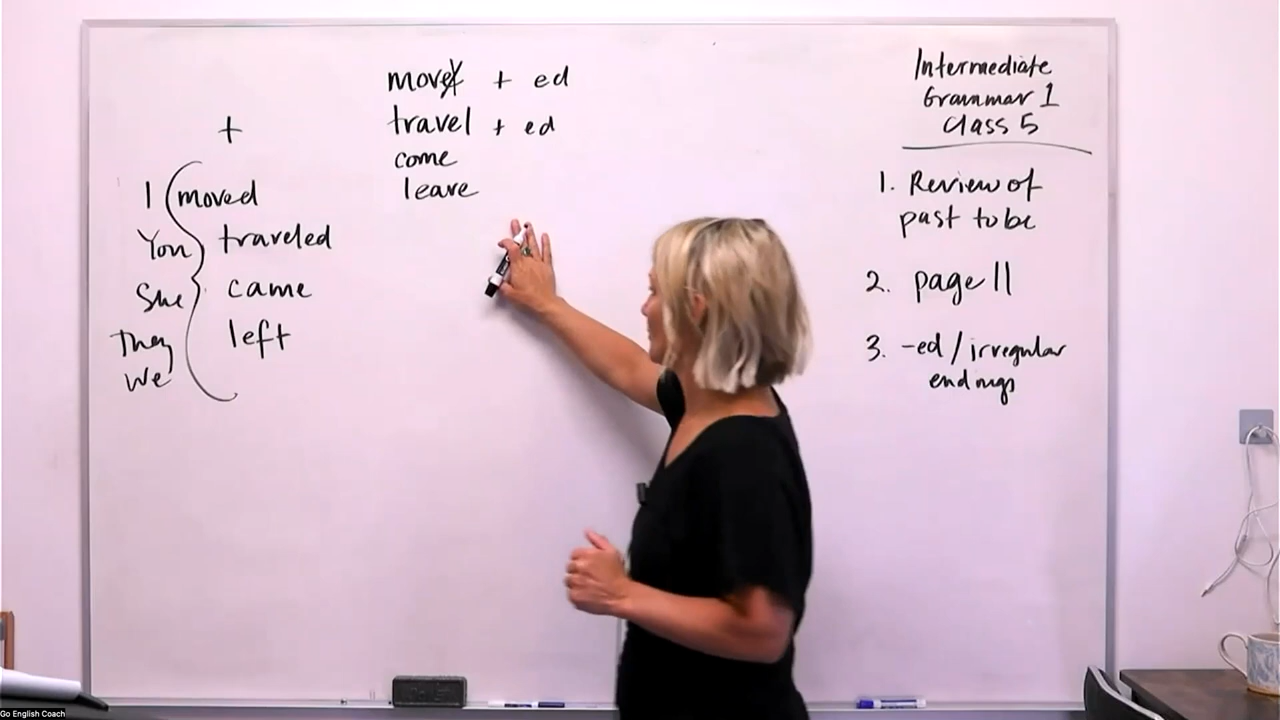 move + ed
travel + ed
come
leave
+
I moved
You traveled
She came
They left
We
Intermediate
Grammar 1
Class 5
1. Review of
past to be
2. page 11
3. -ed / irregular
endings
Go English Coach